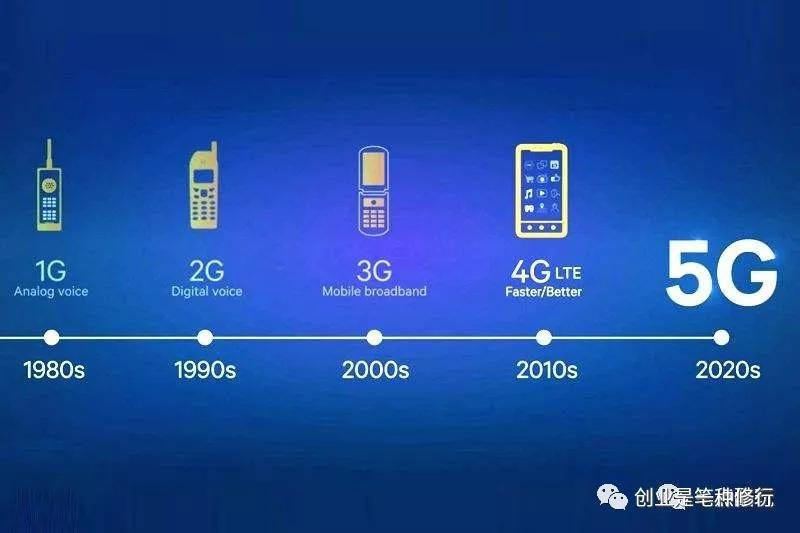 1G
Analog voice
2G
Digital voice
3G
Mobile broadband
4G LTE
Faster/Better
5G
1980s
1990s
2000s
2010s
2020s
创业是